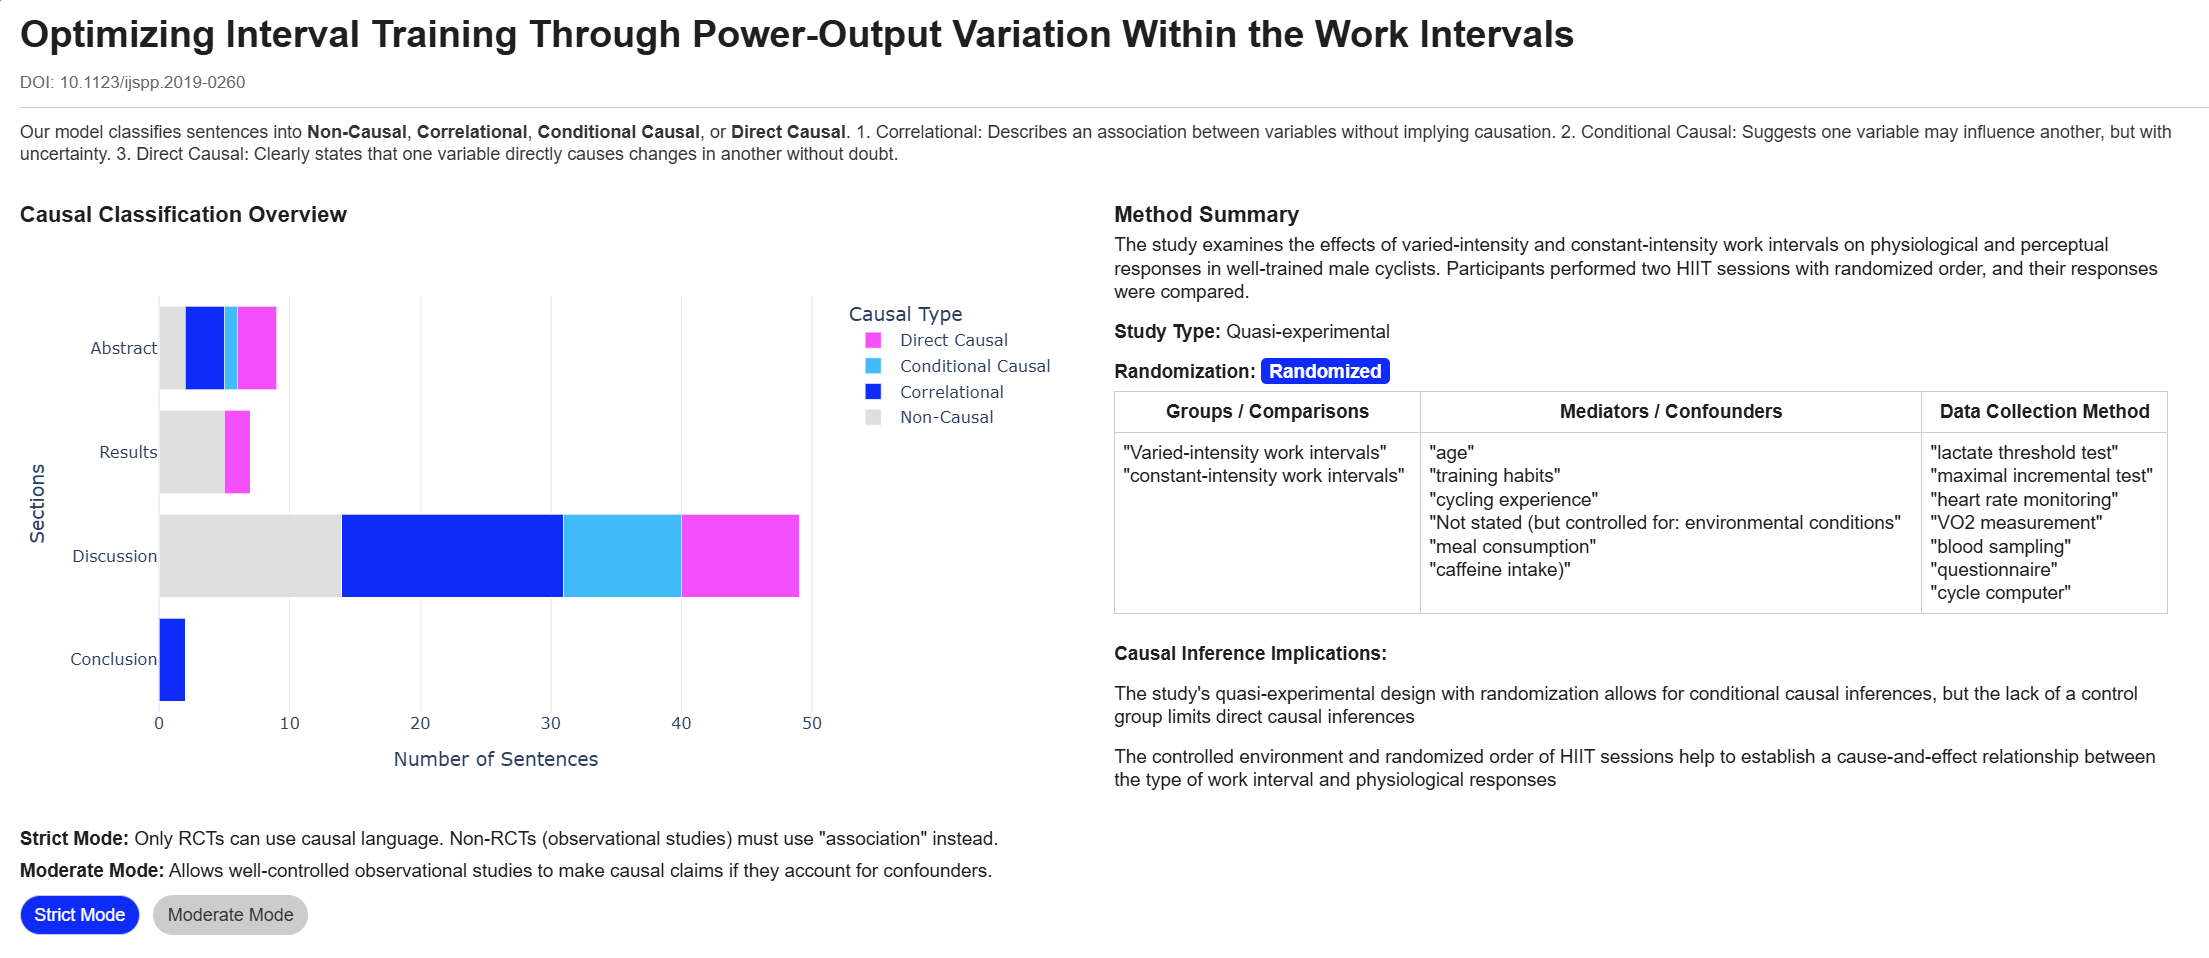 Optimizing Interval Training Through Power-Output Variation Within the Work Intervals
DOI: 10.1123/ijspp.2019-0260
Our model classifies sentences into Non-Causal, Correlational, Conditional Causal, or Direct Causal. 1. Correlational: Describes an association between variables without implying causation. 2. Conditional Causal: Suggests one variable may influence another, but with
uncertainty. 3. Direct Causal: Clearly states that one variable directly causes changes in another without doubt.
Causal Classification Overview
Causal Type
Direct Causal
Conditional Causal
Correlational
Non-Causal
Sections
Abstract
Results
Discussion
Conclusion
0 10 20 30 40 50
Number of Sentences
Strict Mode: Only RCTs can use causal language. Non-RCTs (observational studies) must use "association" instead.
Moderate Mode: Allows well-controlled observational studies to make causal claims if they account for confounders.
Strict Mode Moderate Mode
Method Summary
The study examines the effects of varied-intensity and constant-intensity work intervals on physiological and perceptual
responses in well-trained male cyclists. Participants performed two HIIT sessions with randomized order, and their responses
were compared.
Study Type: Quasi-experimental
Randomization: Randomized
Groups / Comparisons
"Varied-intensity work intervals"
"constant-intensity work intervals"
Mediators / Confounders
"age"
"training habits"
"cycling experience"
"Not stated (but controlled for: environmental conditions"
"meal consumption"
"caffeine intake)"
Data Collection Method
"lactate threshold test"
"maximal incremental test"
"heart rate monitoring"
"VO2 measurement"
"blood sampling"
"questionnaire"
"cycle computer"
Causal Inference Implications:
The study's quasi-experimental design with randomization allows for conditional causal inferences, but the lack of a control
group limits direct causal inferences
The controlled environment and randomized order of HIIT sessions help to establish a cause-and-effect relationship between
the type of work interval and physiological responses